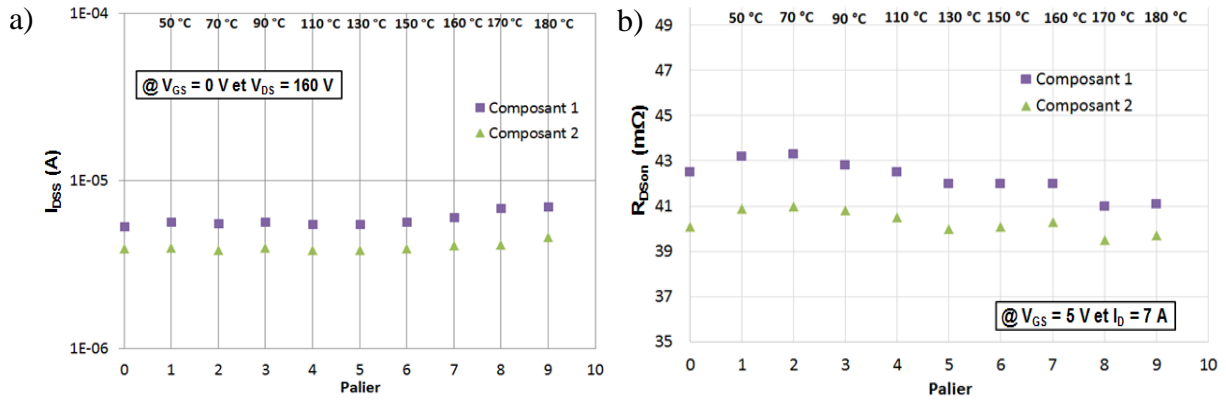 a)
1E-04
50 °C 70 °C 90 °C 110 °C 130 °C 150 °C 160 °C 170 °C 180 °C
@ VGS = 0 V et VDS = 160 V
Composant 1
Composant 2
IDSS (A)
1E-05
1E-06
0 1 2 3 4 5 6 7 8 9 10
Palier
b)
50 °C 70 °C 90 °C 110 °C 130 °C 150 °C 160 °C 170 °C 180 °C
49
47
45
43
41
39
37
35
Composant 1
Composant 2
RDSon (mΩ)
@ VGS = 5 V et ID = 7 A
0 1 2 3 4 5 6 7 8 9 10
Palier